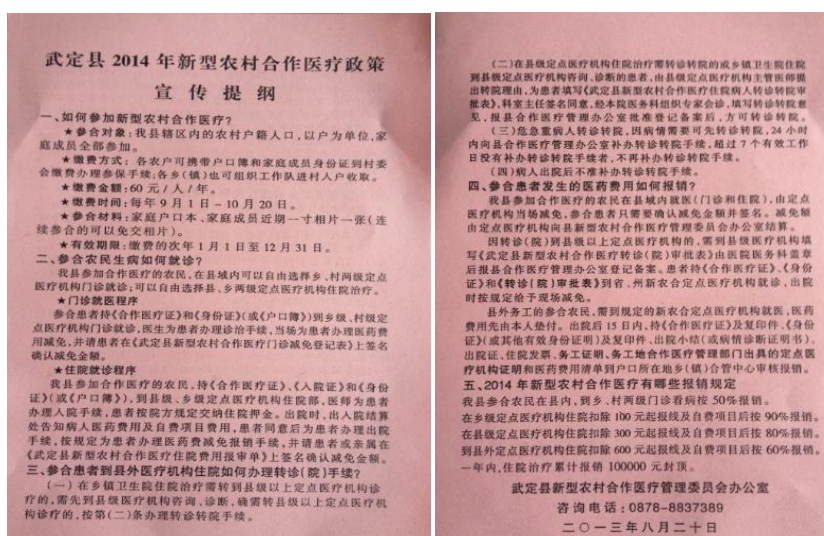 武定县2014年新型农村合作医疗政策
宣传提纲
一、如何参加新型农村合作医疗?
★参合对象:我县辖区内的农村户籍人口,以户为单位,家
庭成员全部参加。
★缴费方式:各农户可携带户口簿和家庭成员身份证到村委
会缴费办理参保手续;各乡(镇)也可组织工作队进村入户收取。
★缴费金额:60元/人/年。
★缴费时间:每年9月1日~10月20日。
★参合材料:家庭户口本、家庭成员近期一寸相片一张(连
续参合的可以免交相片)。
★有效期限:缴费的次年1月1日至12月31日。
二、参合农民生病如何就诊?
我县参加合作医疗的农民,在县域内可以自由选择乡、村两级定点
医疗机构门诊就诊;可以自由选择县、乡两级定点医疗机构住院治疗。
★门诊就医程序
参合患者持《合作医疗证》和《身份证》(或《户口簿》)到乡级、村级定
点医疗机构门诊就诊,医生为患者办理诊治手续,当场为患者办理医药费
用减免,并请患者在《武定县新型农村合作医疗门诊减免登记表》上签名
确认减免金额。
★住院就诊程序
我县参加合作医疗的农民,持《合作医疗证》、《入院证》和《身份
证》(或《户口簿》),到县级、乡级定点医疗机构住院部,医师为患者
办理入院手续,患者按院方规定交纳住院押金。出院时,出入院结算
处告知病人医药费用及自费项目费用,患者同意后为患者办理出院
手续,按规定为患者办理医药费减免报销手续,并请患者或亲属在
《武定县新型农村合作医疗住院费用报审单》上签名确认减免金额。
三、参合患者到县外医疗机构住院如何办理转诊(院)手续?
(一)在乡镇卫生院住院治疗需转诊到县级以上定点医疗机构诊
疗的,需先到县级医疗机构咨询、诊断,确需转县级以上定点医疗机
构诊疗的,按第(二)条办理转诊转院手续。
(二)在县级定点医疗机构住院治疗需转诊转院的或乡镇卫生院住院
到县级定点医疗机构咨询、诊断的患者,由县级定点医疗机构主管医师提
出转院理由,为患者填写《武定县新型农村合作医疗住院病人转诊转院审
批表》,科室主任签名同意,经本院医务科组织专家会诊,填写转诊转院意
见,报县合作医疗管理办公室批准登记备案后,方可转诊转院。
(三)危急重病人转诊转院,因病情需要可先转诊转院,24小时
内向县合作医疗管理办公室补办转诊转院手续,超过7个有效工作
日没有补办转诊转院手续者,不再补办转诊转院手续。
(四)病人出院后不准补办转诊转院手续。
四、参合患者发生的医药费用如何报销?
我县参加合作医疗的农民在县域内就医(门诊和住院),由定点
医疗机构当场减免,参合患者只需要确认减免金额并签名。减免额
由定点医疗机构向县新型农村合作医疗管理委员会办公室结算。
因转诊(院)到县级以上定点医疗机构的,需到县级医疗机构填
写《武定县新型农村合作医疗转诊(院)审批表》由医院医务科盖章
后报县合作医疗管理办公室登记备案。患者持《合作医疗证》、《身份
证》和《转诊(院)审批表》到省、州新农合定点医疗机构就诊,出院
时按规定给予现场减免。
县外务工的参合农民,需到规定的新农合定点医疗机构就医,医药
费用先由本人垫付。出院后15日内,持《合作医疗证》及复印件、《身份
证》(或其他有效身份证明)及复印件、出院小结(或病情诊断证明书)、
出院证、住院发票、务工证明、务工地合作医疗管理部门出具的定点医
疗机构证明和医药费用清单到户口所在地乡(镇)合管中心审核报销。
五、2014年新型农村合作医疗有哪些报销规定
我县参合农民在县内,到乡、村两级门诊看病按50%报销。
在乡级定点医疗机构住院扣除100元起报线及自费项目后按90%报销。
在县级定点医疗机构住院扣除300元起报线及自费项目后按80%报销。
到县外定点医疗机构住院扣除600元起报线及自费项目后按60%报销。
一年内,住院治疗累计报销100000元封顶。
武定县新型农村合作医疗管理委员会办公室
咨询电话:0878-8837389
二〇一三年八月二十日